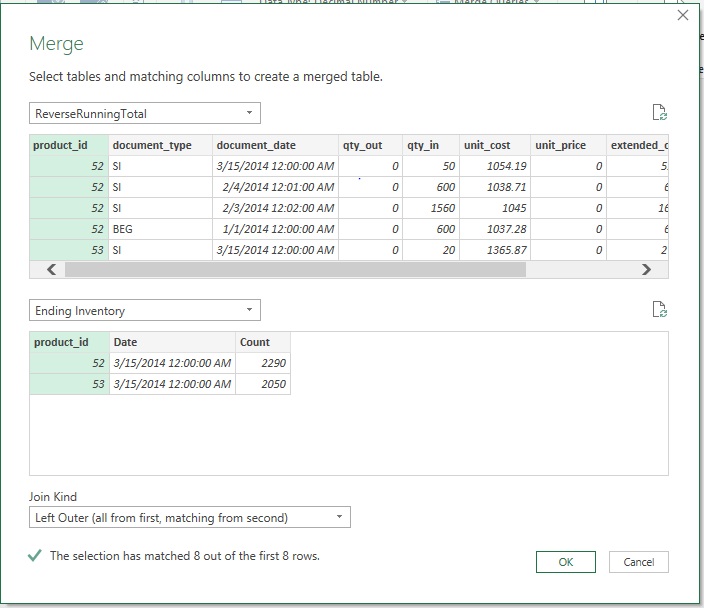 Data Type: Decimal Number Merge Queries
Merge
Select tables and matching columns to create a merged table.
ReverseRunningTotal
product_id document_type document_date qty_out qty_in unit_cost unit_price extended_c
52 SI 3/15/2014 12:00:00 AM 0 50 1054.19 0 5
52 SI 2/4/2014 12:01:00 AM 0 600 1038.71 0 6
52 SI 2/3/2014 12:02:00 AM 0 1560 1045 0 16
52 BEG 1/1/2014 12:00:00 AM 0 600 1037.28 0 6
53 SI 3/15/2014 12:00:00 AM 0 20 1365.87 0 2
Ending Inventory
product_id Date Count
52 3/15/2014 12:00:00 AM 2290
53 3/15/2014 12:00:00 AM 2050
Join Kind
Left Outer (all from first, matching from second)
The selection has matched 8 out of the first 8 rows.
OK Cancel